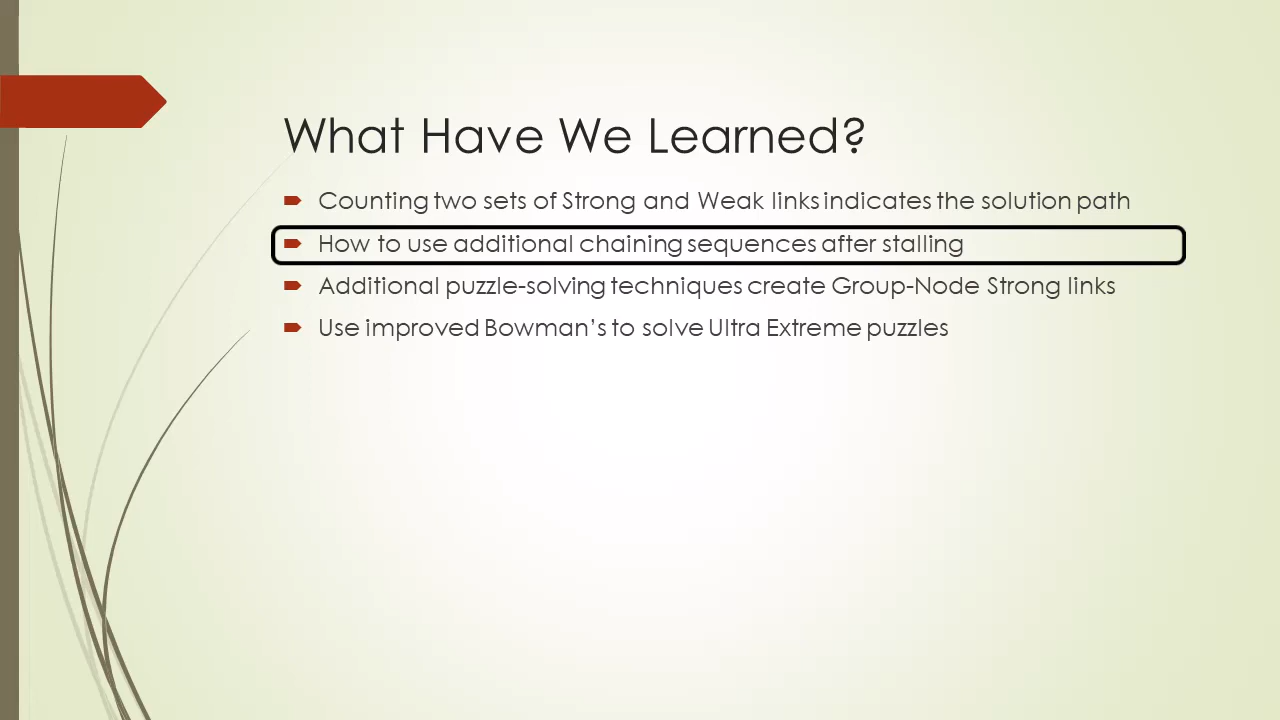 What Have We Learned?
Counting two sets of Strong and Weak links indicates the solution path
How to use additional chaining sequences after stalling
Additional puzzle-solving techniques create Group-Node Strong links
Use improved Bowman's to solve Ultra Extreme puzzles